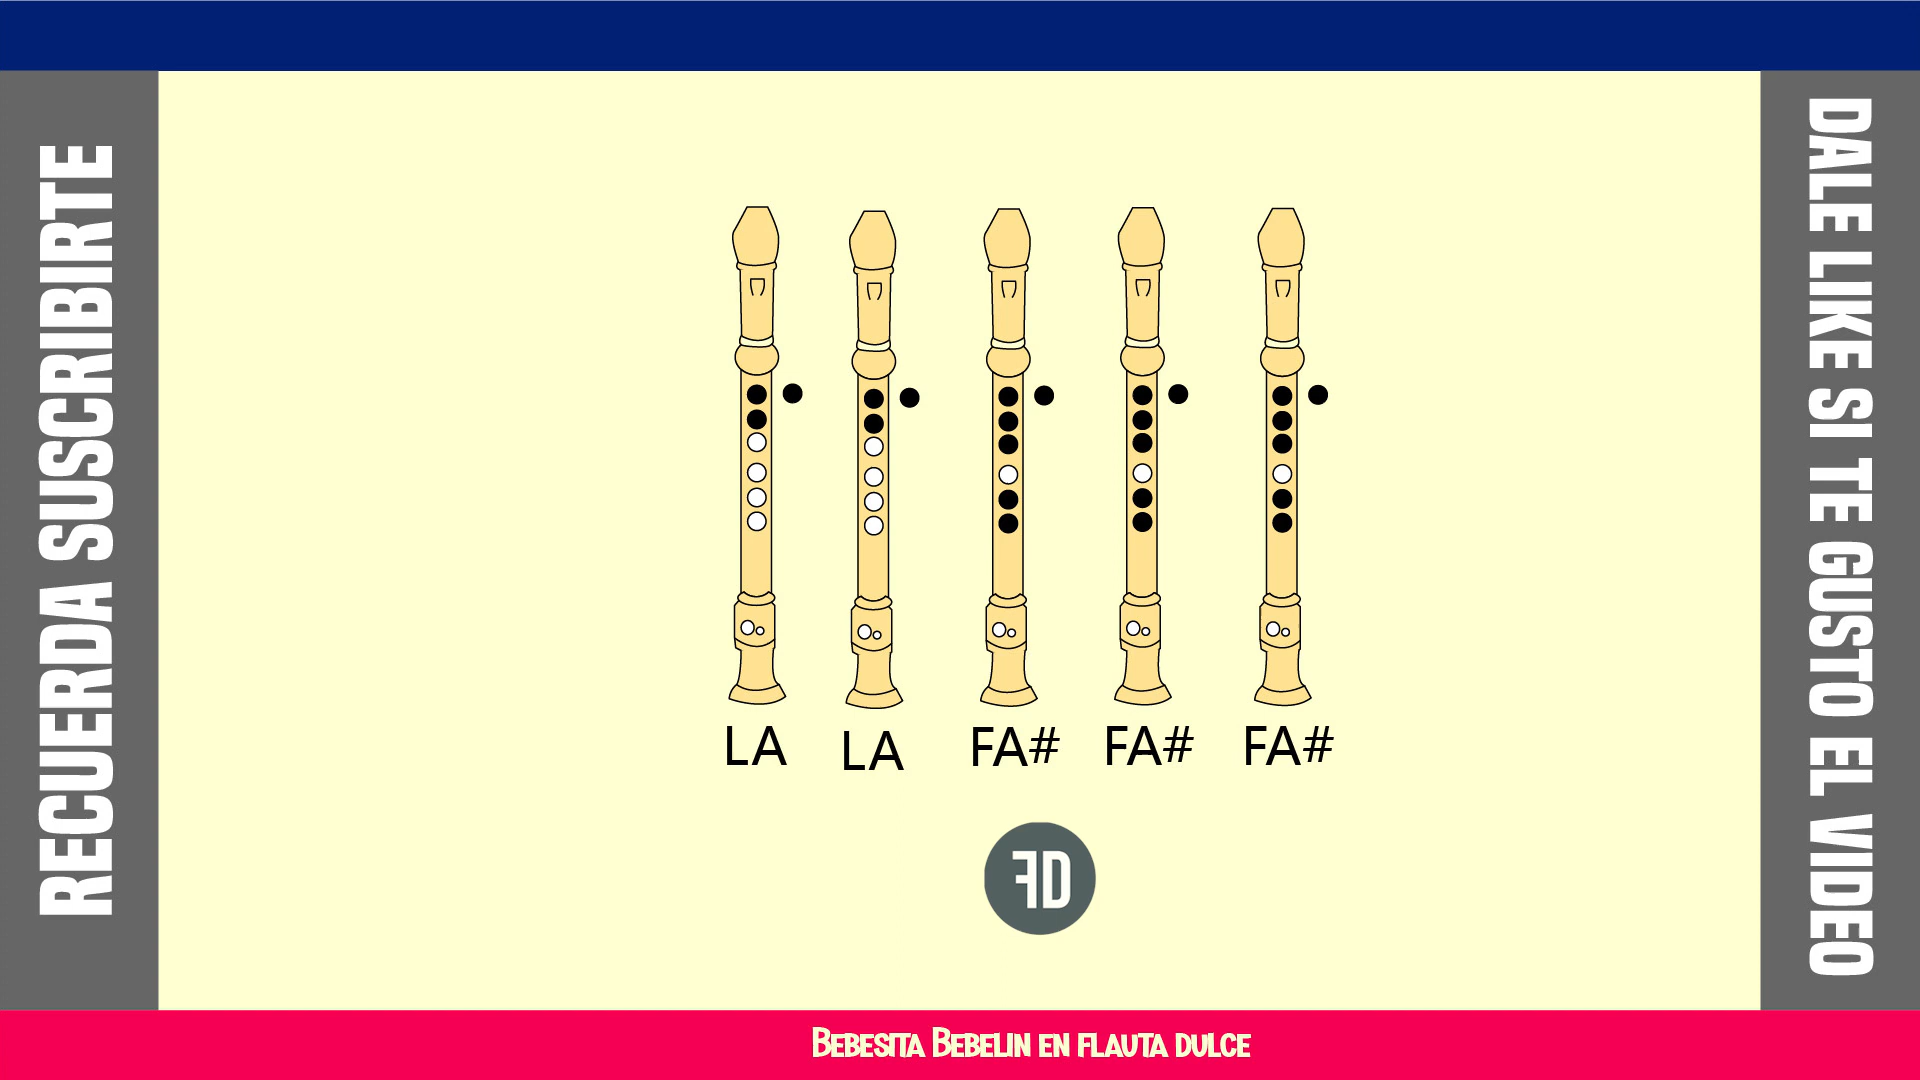 RECUERDA SUSCRIBIRTE
LA LA FA# FA# FA#
FD
DALE LIKE SI TE GUSTO EL VIDEO
BEBESITA BEBELIN EN FLAUTA DULCE